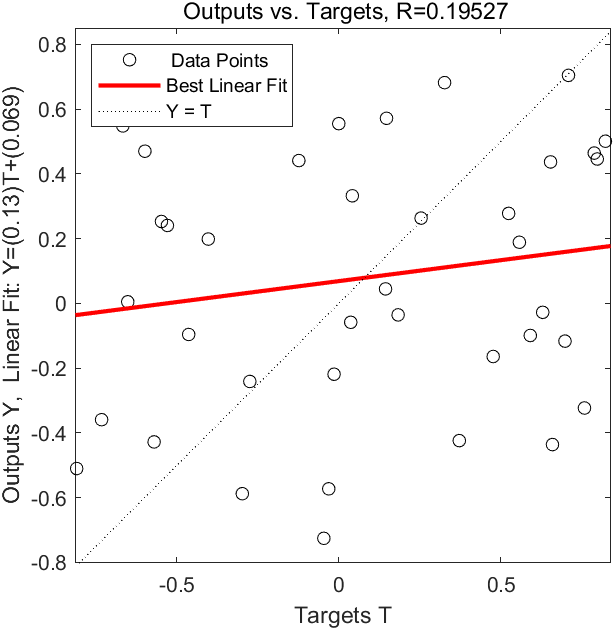 Outputs vs. Targets, R=0.19527
Data Points
Best Linear Fit
Y = T
Outputs Y,  Linear Fit: Y=(0.13)T+(0.069)
0.8
0.6
0.4
0.2
0
-0.2
-0.4
-0.6
-0.8
-0.5
0
0.5
Targets T